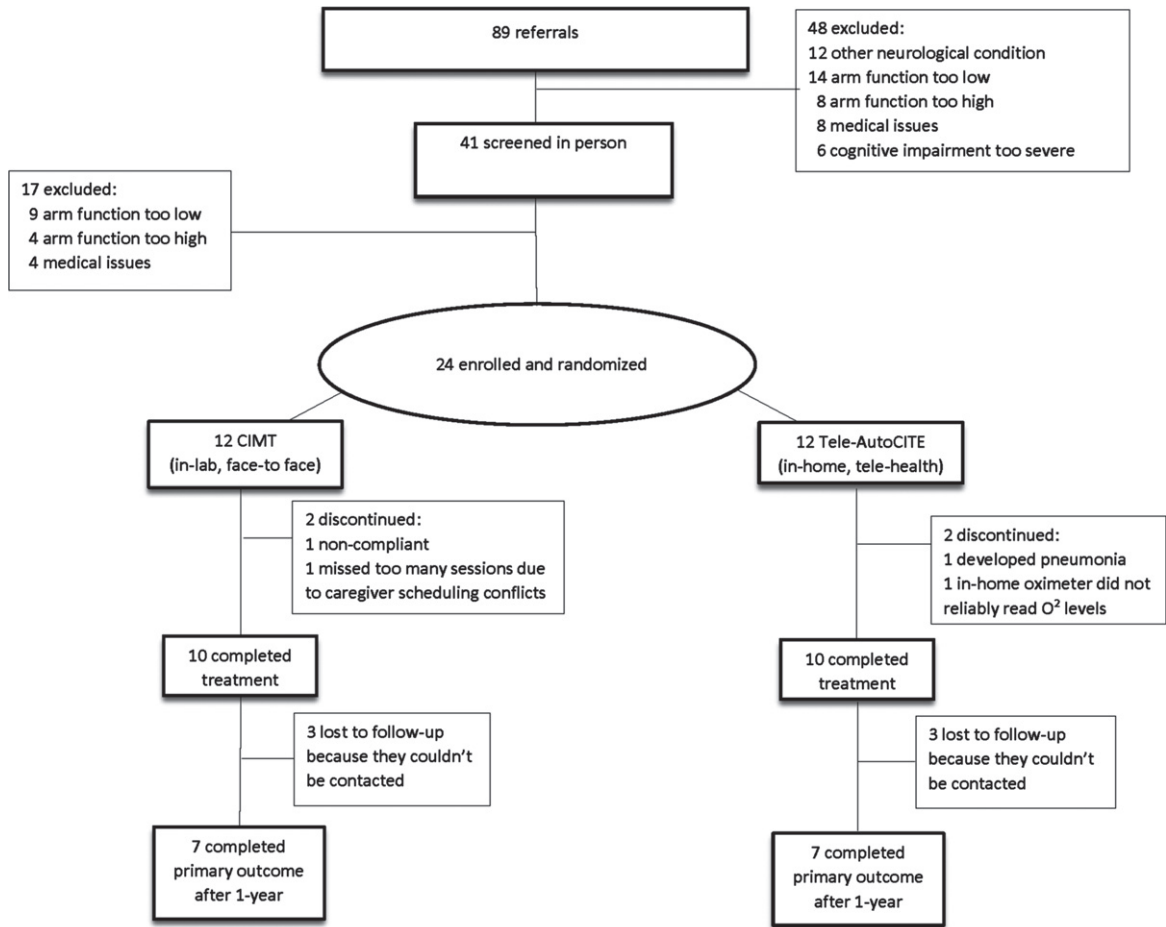 89 referrals
48 excluded:
12 other neurological condition
14 arm function too low
8 arm function too high
8 medical issues
6 cognitive impairment too severe
41 screened in person
17 excluded:
9 arm function too low
4 arm function too high
4 medical issues
24 enrolled and randomized
12 CIMT
(in-lab, face-to face)
12 Tele-AutoCITE
(in-home, tele-health)
2 discontinued:
1 non-compliant
1 missed too many sessions due
to caregiver scheduling conflicts
2 discontinued:
1 developed pneumonia
1 in-home oximeter did not
reliably read O² levels
10 completed
treatment
10 completed
treatment
3 lost to follow-up
because they couldn't
be contacted
3 lost to follow-up
because they couldn't
be contacted
7 completed
primary outcome
after 1-year
7 completed
primary outcome
after 1-year